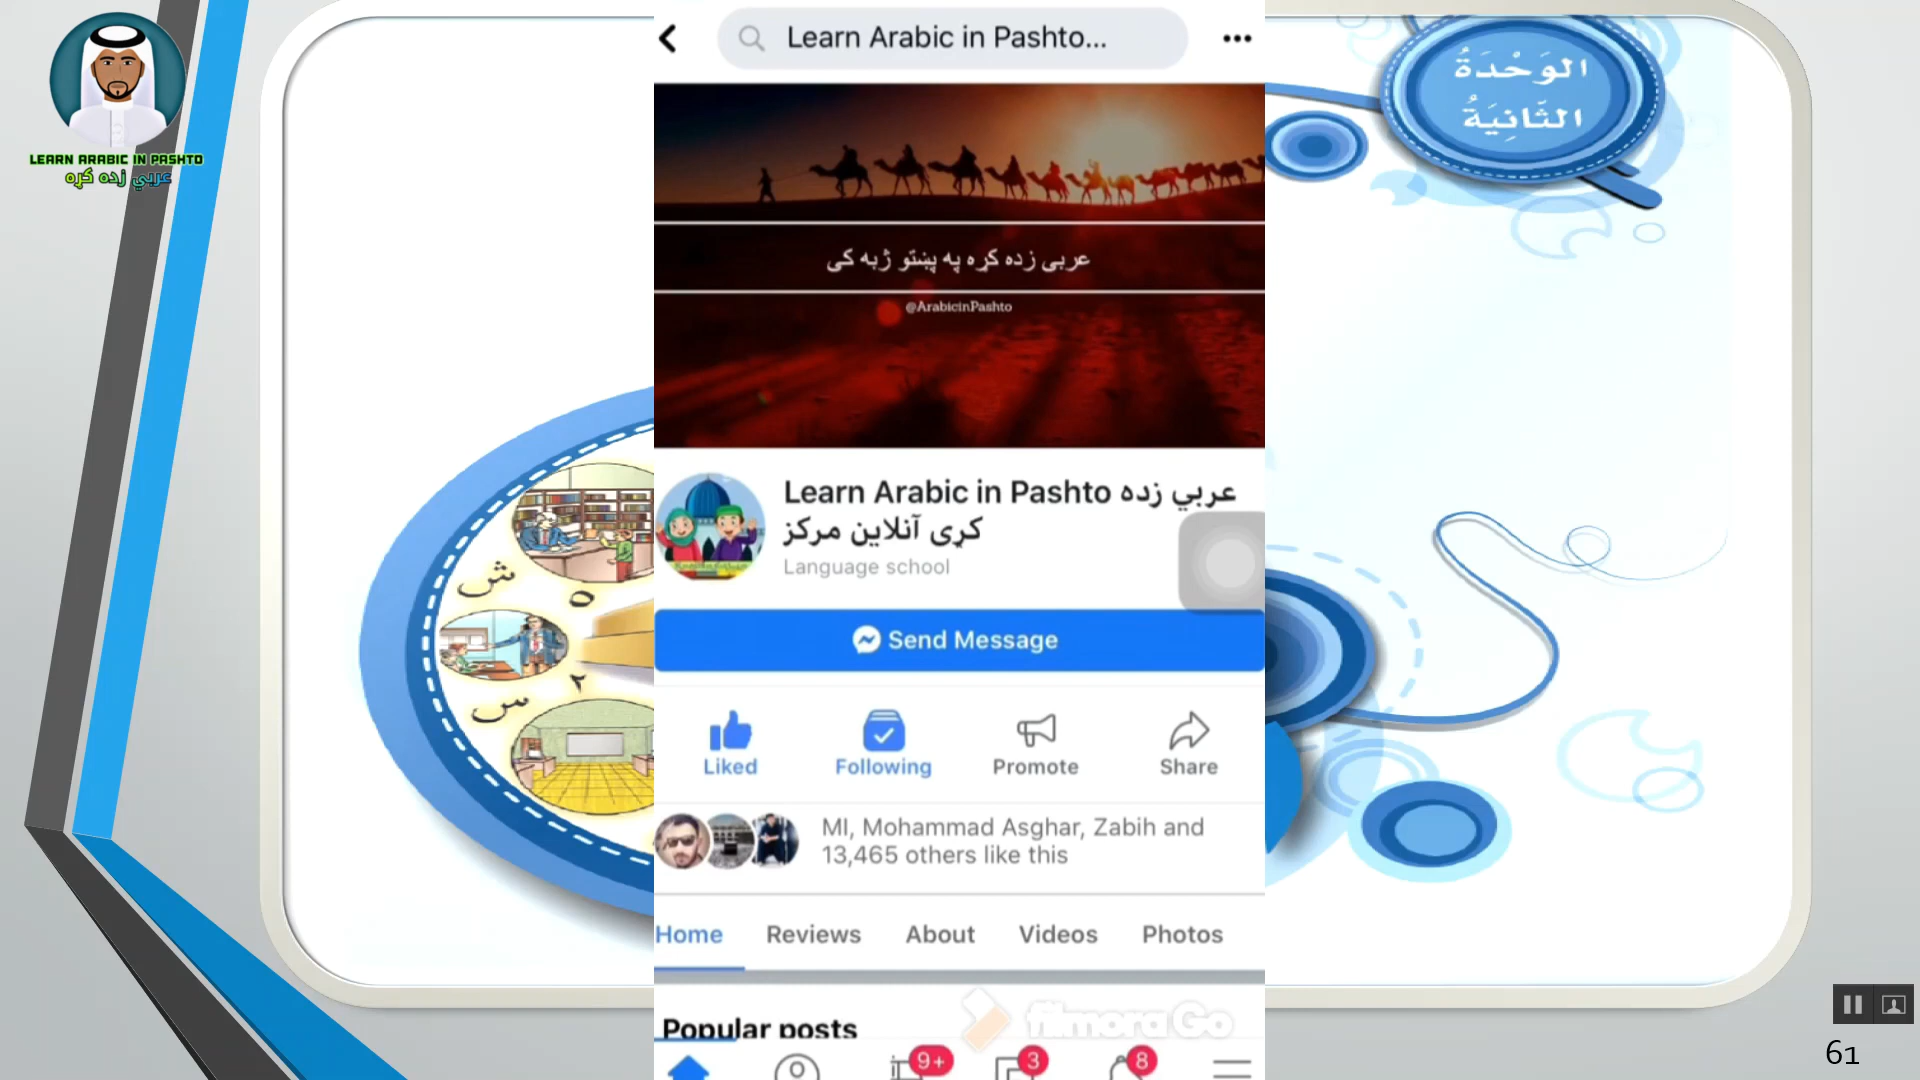 LEARN ARABIC IN PASHTO
عربي زده کړه
Learn Arabic in Pashto...
الوَحْدَةُ
الثَّانِيَةُ
عربی زده کړه په پښتو ژبه کی
@ArabicinPashto
Learn Arabic in Pashto عربي زده
کړی آنلاین مرکز
Language school
Send Message
Liked
Following
Promote
Share
MI, Mohammad Asghar, Zabih and
13,465 others like this
Home
Reviews
About
Videos
Photos
Popular posts
filmora Go
9+
3
8
ش
٥
٢
س
61